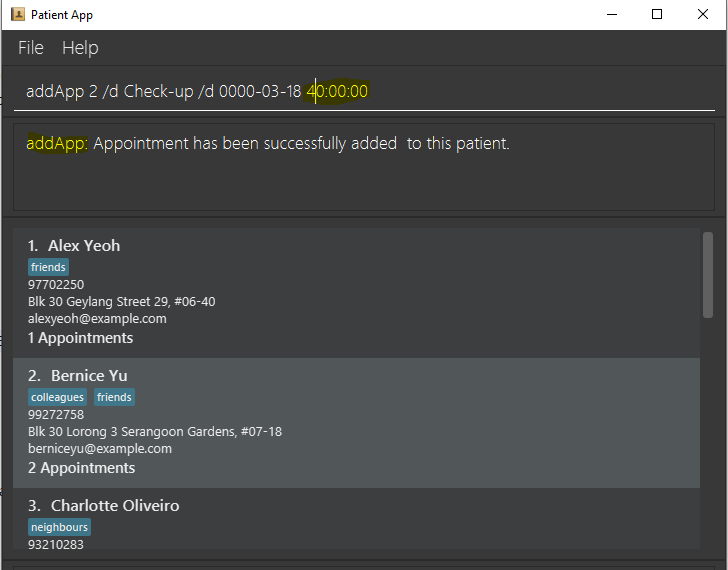 Patient App
File Help
addApp 2 /d Check-up /d 0000-03-18 40:00:00
addApp: Appointment has been successfully added  to this patient.
1. Alex Yeoh
friends
97702250
Blk 30 Geylang Street 29, #06-40
alexyeoh@example.com
1 Appointments
2. Bernice Yu
colleagues friends
99272758
Blk 30 Lorong 3 Serangoon Gardens, #07-18
berniceyu@example.com
2 Appointments
3. Charlotte Oliveiro
neighbours
93210283